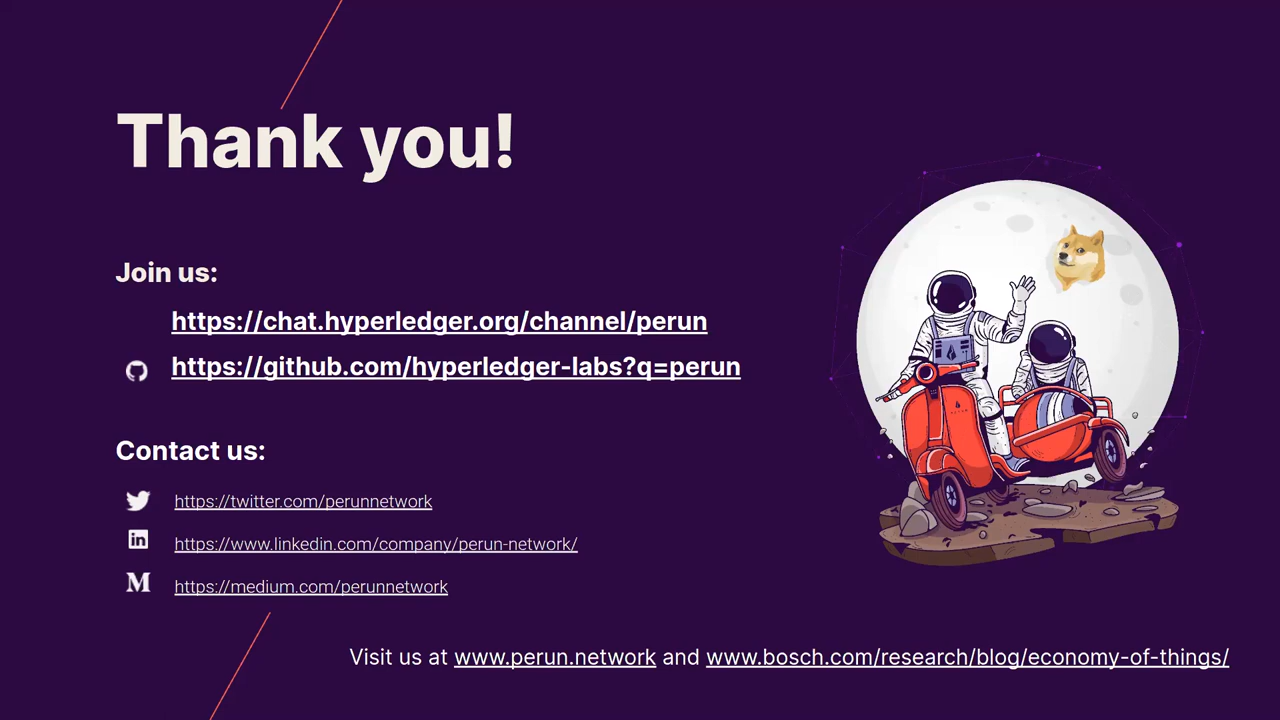 Thank you!
Join us:
https://chat.hyperledger.org/channel/perun
https://github.com/hyperledger-labs?q=perun
Contact us:
https://twitter.com/perunnetwork
https://www.linkedin.com/company/perun-network/
https://medium.com/perunnetwork
Visit us at www.perun.network and www.bosch.com/research/blog/economy-of-things/